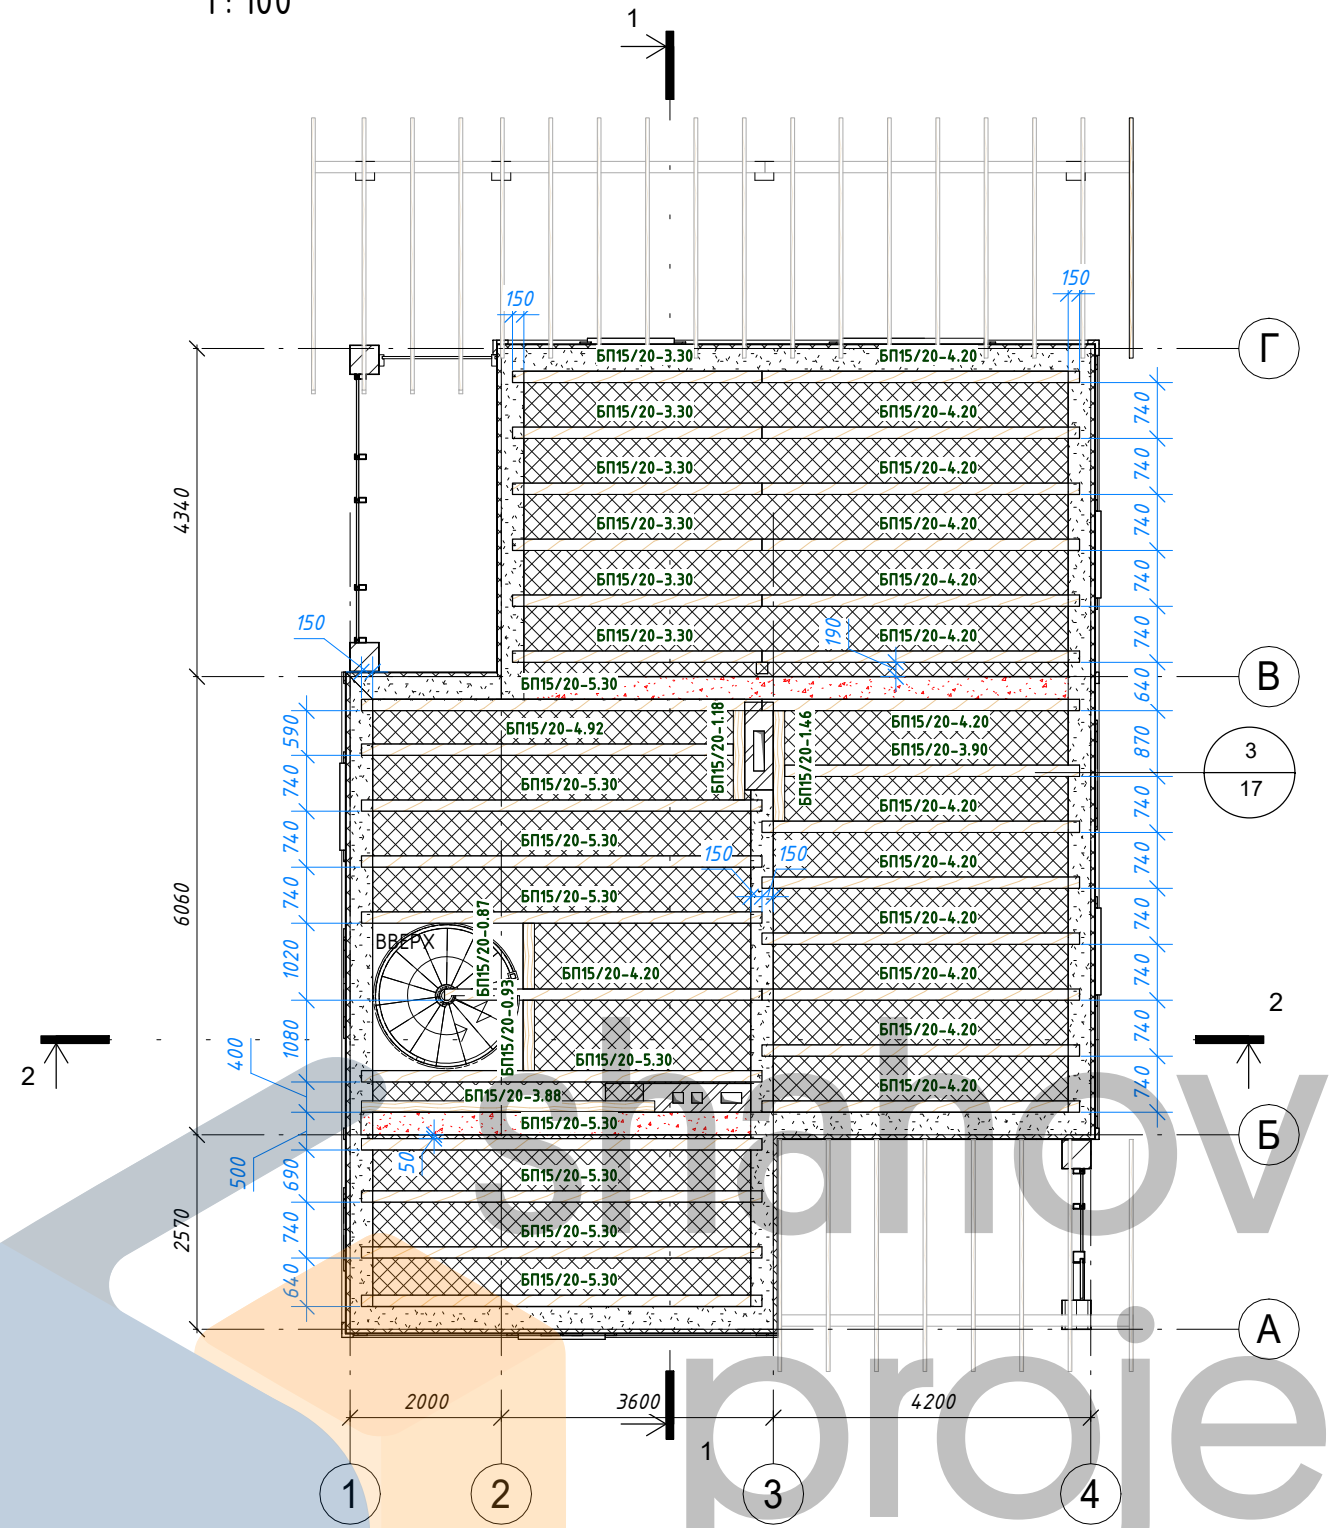 1 : 100
1
150
150
Г
БП15/20-3.30
БП15/20-4.20
740
БП15/20-3.30
БП15/20-4.20
740
БП15/20-3.30
БП15/20-4.20
4340
740
БП15/20-3.30
БП15/20-4.20
740
БП15/20-3.30
БП15/20-4.20
150
190
740
БП15/20-3.30
БП15/20-4.20
В
БП15/20-5.30
640
590
БП15/20-4.92
БП15/20-1.18
БП15/20-1.46
БП15/20-4.20
870
БП15/20-3.90
3
17
740
БП15/20-5.30
БП15/20-4.20
740
740
БП15/20-5.30
150
150
БП15/20-4.20
740
740
БП15/20-5.30
6060
БП15/20-4.20
740
ВВЕРХ
БП15/20-0.87
1020
БП15/20-4.20
БП15/20-4.20
740
2
2
БП15/20-0.93
1080
400
БП15/20-5.30
БП15/20-4.20
740
БП15/20-3.88
БП15/20-4.20
740
БП15/20-5.30
Б
50
500
690
БП15/20-5.30
2570
740
БП15/20-5.30
640
БП15/20-5.30
А
2000
3600
4200
1
1
2
3
4
shahov
proje